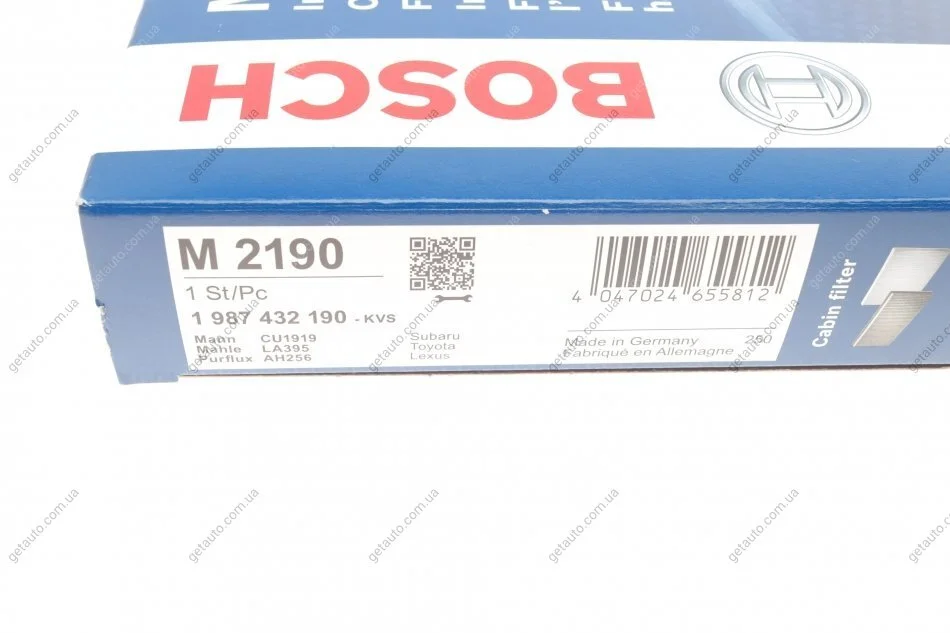 BOSCH
M 2190
1 St/Pc
1 987 432 190 - KVS
Mann CU1919
Mahle LA395
Purflux AH256
Subaru
Toyota
Lexus
4 047024 655812
Made in Germany
Fabriqué en Allemagne
260
Cabin filter
getauto.com.ua